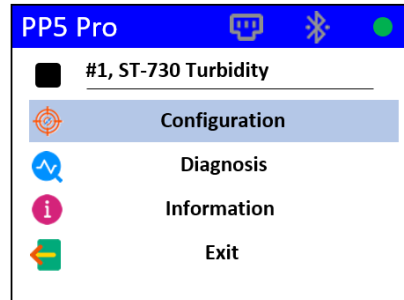 PP5 Pro
#1, ST-730 Turbidity
Configuration
Diagnosis
Information
Exit